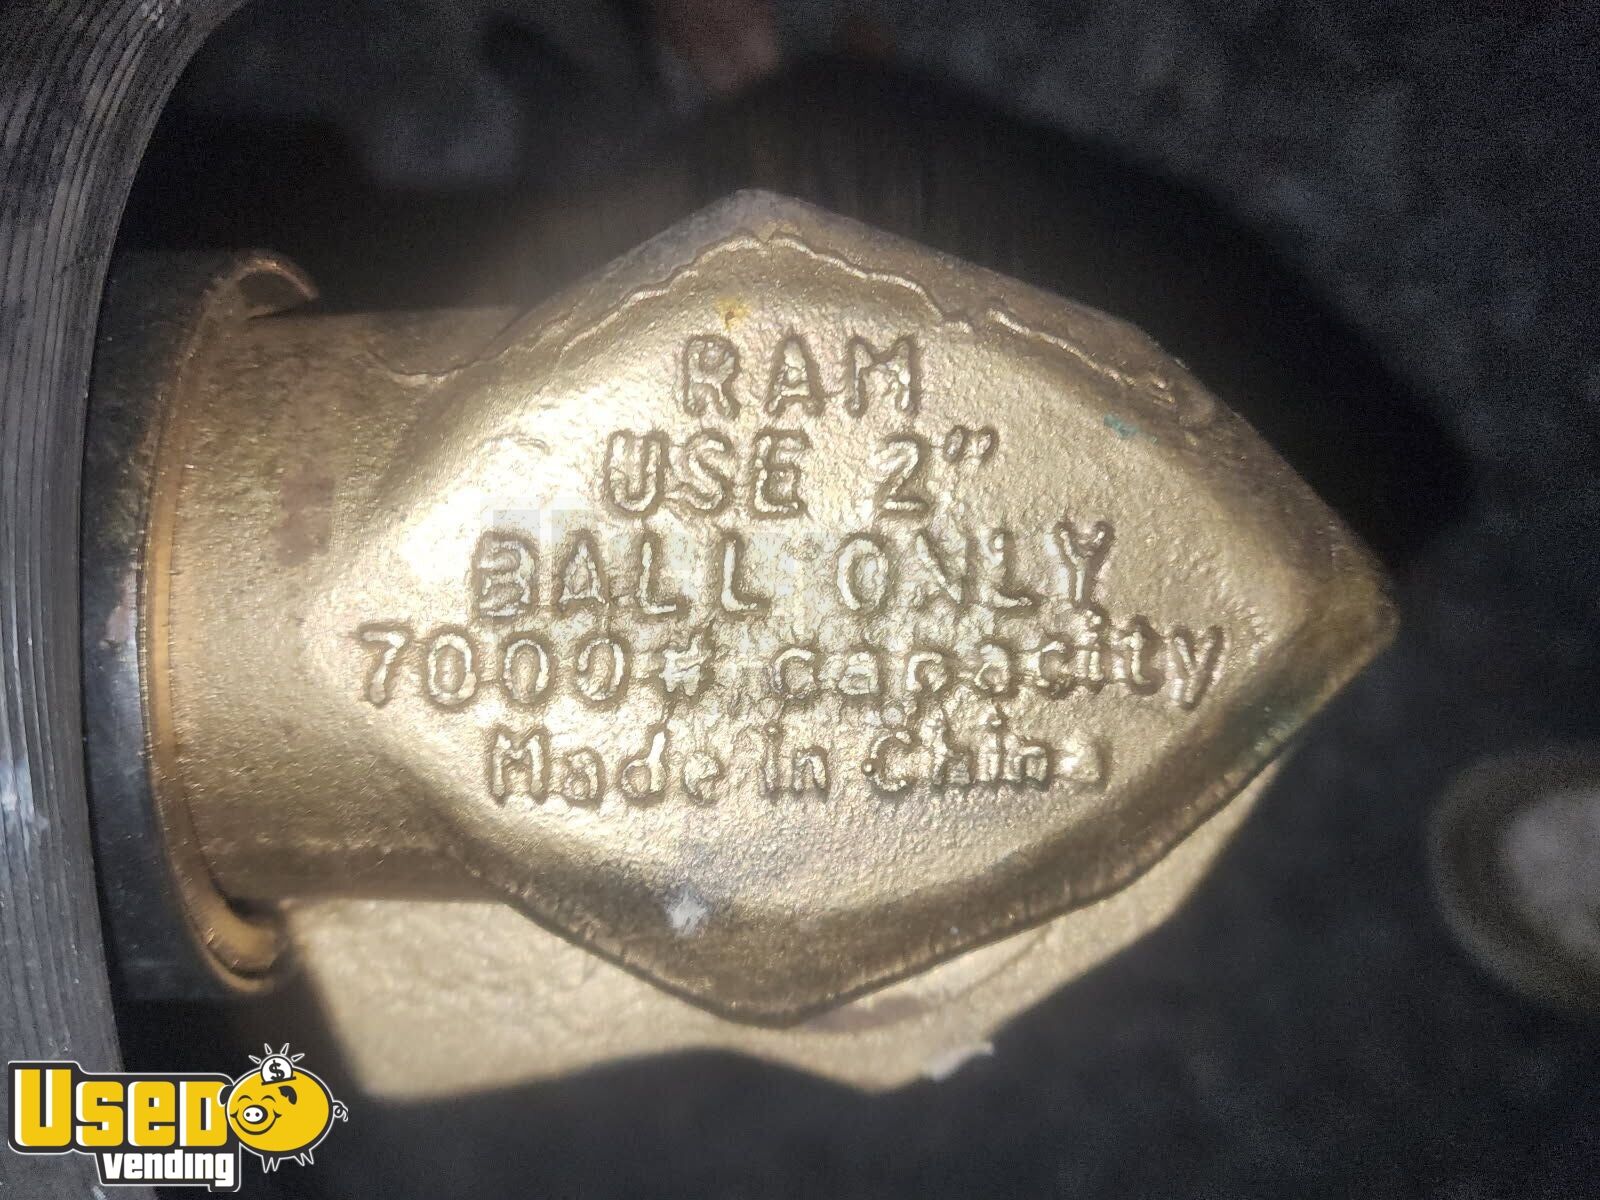 RAM
USE 2"
BALL ONLY
7000# capacity
Made in China
USED
vending
$